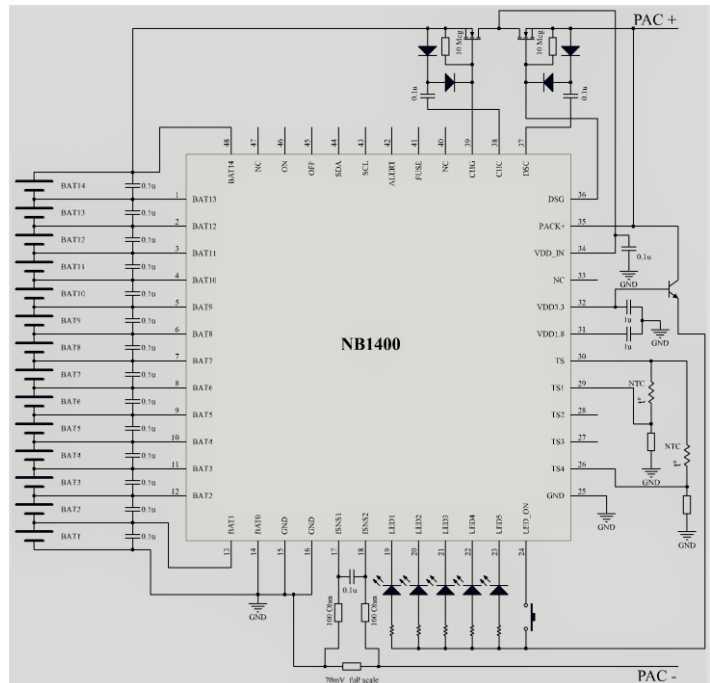 PAC +
10 Meg
10 Meg
0.1u
0.1u
48
47
46
45
44
43
42
41
40
39
38
37
BAT14
NC
ON
OFF
SDA
SCL
ALERT
FUSE
NC
CHG
CHC
DSC
BAT14
0.1u
1
BAT13
DSG
36
BAT13
0.1u
2
BAT12
PACK+
35
BAT12
0.1u
3
BAT11
VDD_IN
34
0.1u
GND
BAT11
0.1u
4
BAT10
NC
33
BAT10
0.1u
5
BAT9
VDD3.3
32
1u
GND
BAT9
0.1u
6
BAT8
NB1400
VDD1.8
31
1u
BAT8
0.1u
7
BAT7
TS
30
BAT7
0.1u
8
BAT6
TS1
29
NTC
t°
BAT6
0.1u
9
BAT5
TS2
28
BAT5
0.1u
10
BAT4
TS3
27
NTC
t°
BAT4
0.1u
11
BAT3
TS4
26
GND
BAT3
0.1u
12
BAT2
GND
25
GND
GND
BAT2
0.1u
BAT1
0.1u
BAT1
BAT0
GND
GND
ISNS1
ISNS2
LED1
LED2
LED3
LED4
LED5
LED_ON
13
14
15
16
17
18
19
20
21
22
23
24
0.1u
GND
100 Ohm
100 Ohm
70mV full scale
PAC -